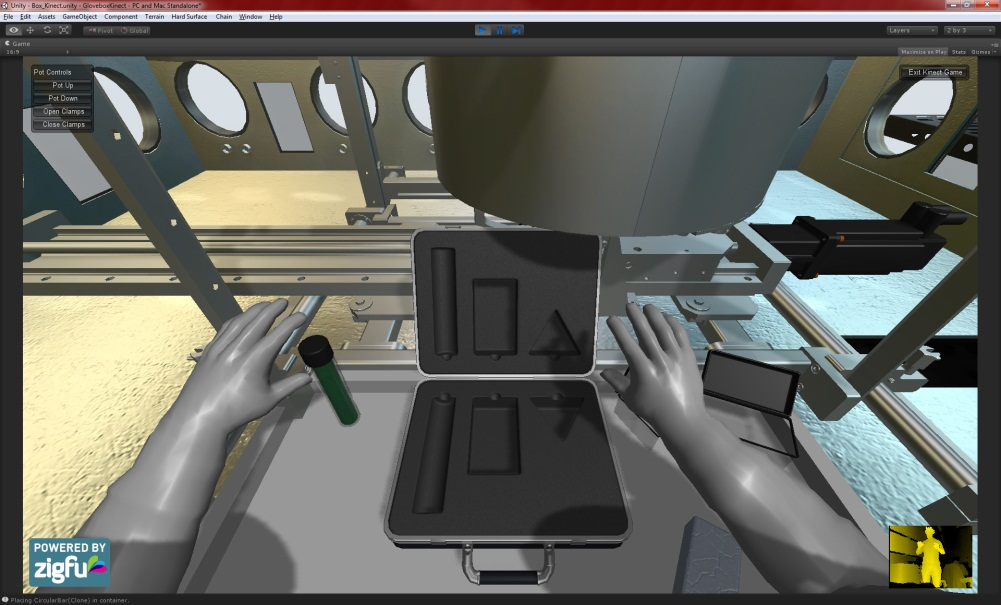 Unity - Box_Kinect.unity - GloveboxKinect - PC and Mac Standalone*
File Edit Assets GameObject Component Terrain Hard Surface Chain Window Help
Pivot Global
Layers 2 by 3
Game
16:9
Maximize on Play Stats Gizmos
Pot Controls
Pot Up
Pot Down
Open Clamps
Close Clamps
Exit Kinect Game
POWERED BY
zigfu
Placing CircularBar(Clone) in container.